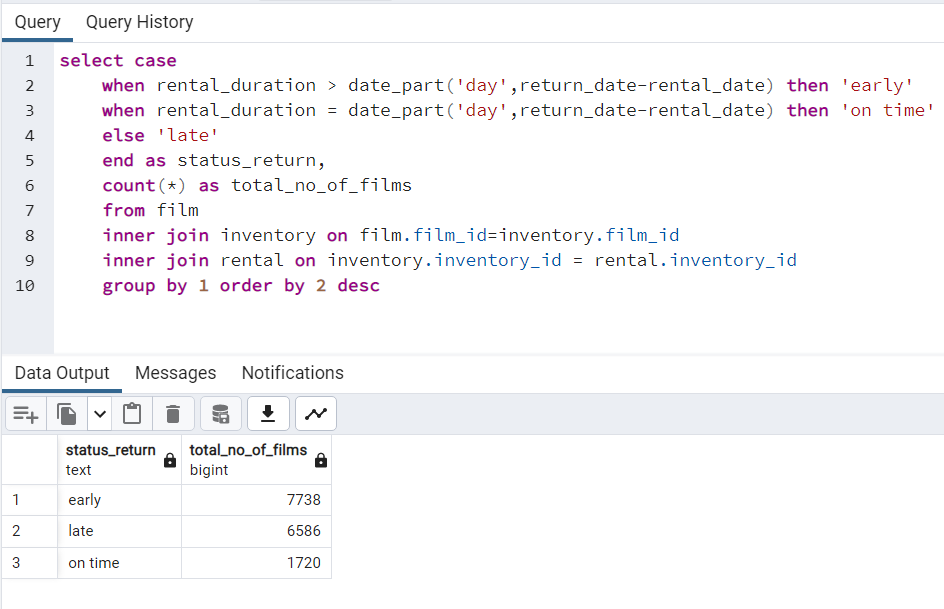 Query Query History
1 select case
2 when rental_duration > date_part('day',return_date-rental_date) then 'early'
3 when rental_duration = date_part('day',return_date-rental_date) then 'on time'
4 else 'late'
5 end as status_return,
6 count(*) as total_no_of_films
7 from film
8 inner join inventory on film.film_id=inventory.film_id
9 inner join rental on inventory.inventory_id = rental.inventory_id
10 group by 1 order by 2 desc
Data Output Messages Notifications
status_return total_no_of_films
text bigint
1 early 7738
2 late 6586
3 on time 1720